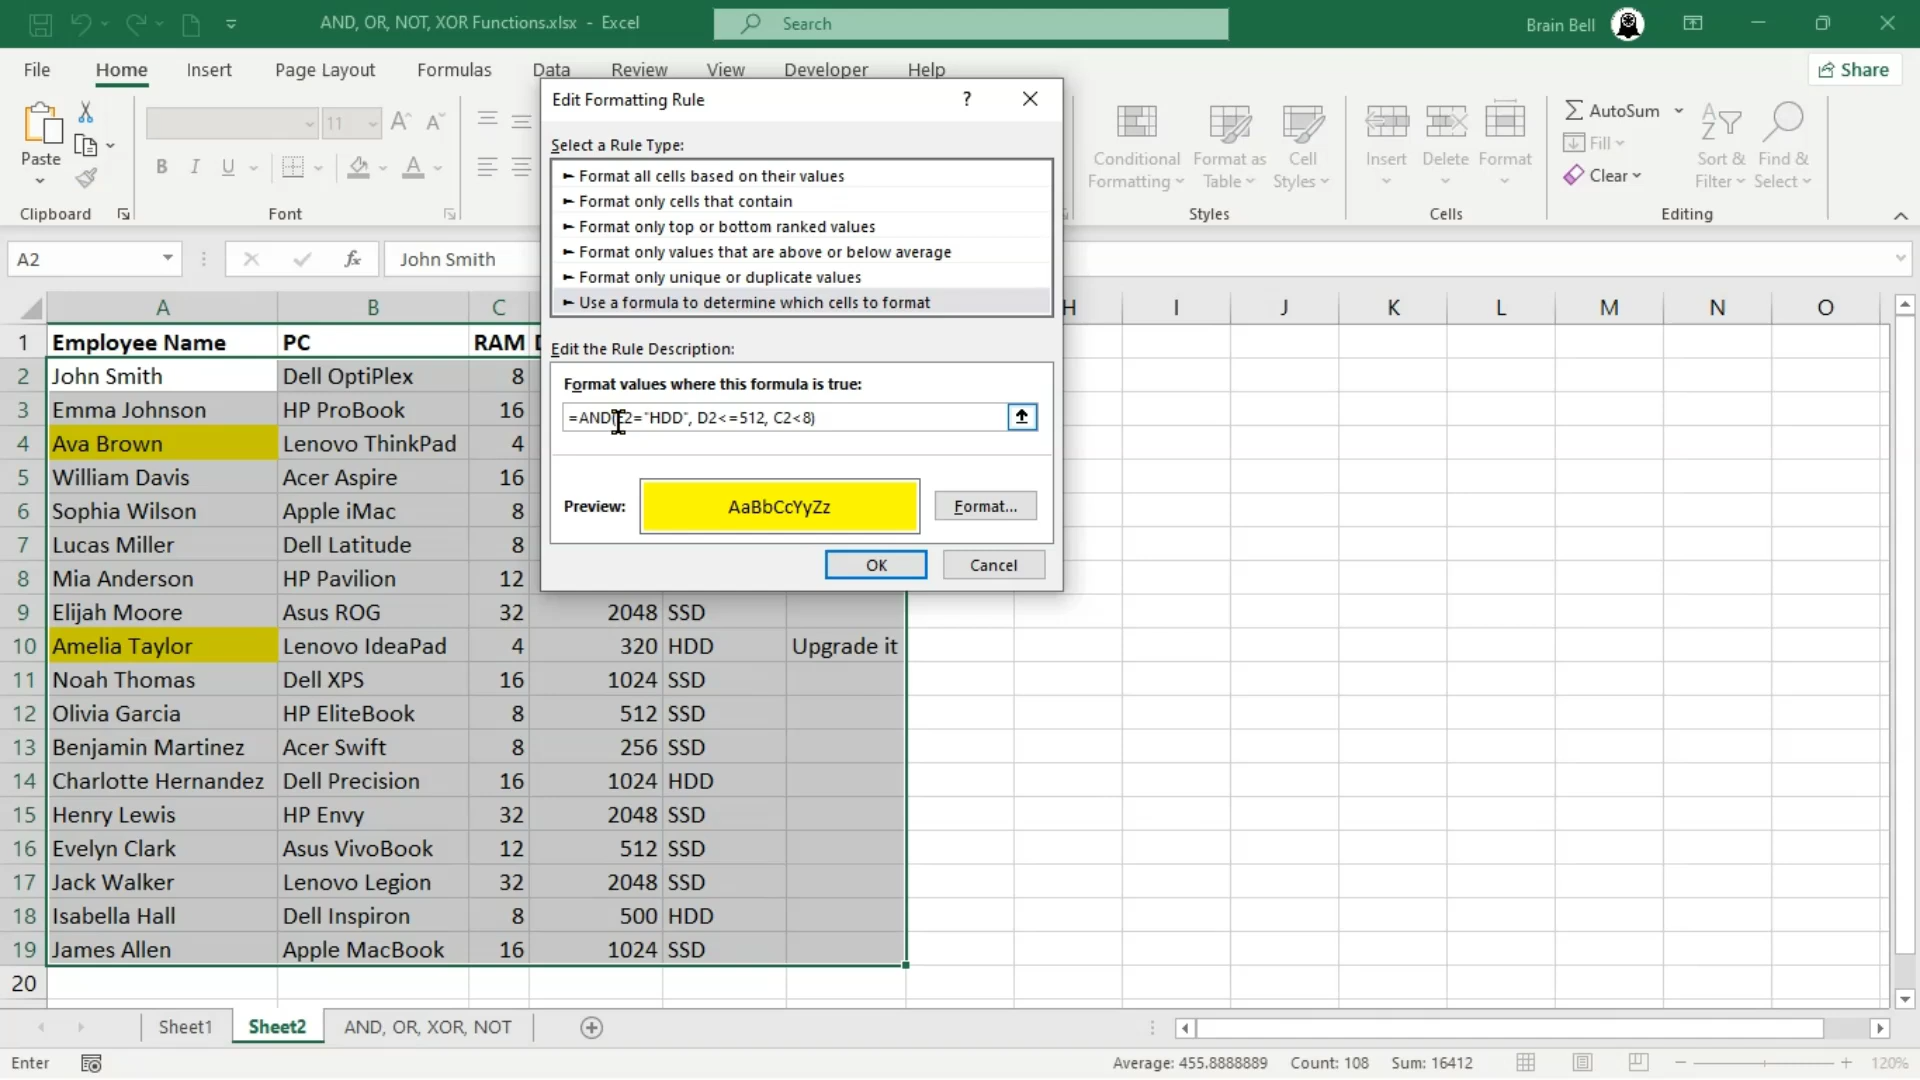 AND, OR, NOT, XOR Functions.xlsx - Excel
Search
Brain Bell
File Home Insert Page Layout Formulas Data Review View Developer Help
Share
Paste
Clipboard
11
B I U
Font
Conditional Formatting
Format as Table
Cell Styles
Styles
Insert
Delete
Format
Cells
AutoSum
Fill
Clear
Sort & Filter
Find & Select
Editing
A2
fx
John Smith
Edit Formatting Rule
?
Select a Rule Type:
► Format all cells based on their values
► Format only cells that contain
► Format only top or bottom ranked values
► Format only values that are above or below average
► Format only unique or duplicate values
► Use a formula to determine which cells to format
Edit the Rule Description:
Format values where this formula is true:
=AND(E2="HDD", D2<=512, C2<8)
Preview:
AaBbCcYyZz
Format...
OK
Cancel
A B C H I J K L M N O
1 Employee Name PC RAM
2 John Smith Dell OptiPlex 8
3 Emma Johnson HP ProBook 16
4 Ava Brown Lenovo ThinkPad 4
5 William Davis Acer Aspire 16
6 Sophia Wilson Apple iMac 8
7 Lucas Miller Dell Latitude 8
8 Mia Anderson HP Pavilion 12
9 Elijah Moore Asus ROG 32 2048 SSD
10 Amelia Taylor Lenovo IdeaPad 4 320 HDD Upgrade it
11 Noah Thomas Dell XPS 16 1024 SSD
12 Olivia Garcia HP EliteBook 8 512 SSD
13 Benjamin Martinez Acer Swift 8 256 SSD
14 Charlotte Hernandez Dell Precision 16 1024 HDD
15 Henry Lewis HP Envy 32 2048 SSD
16 Evelyn Clark Asus VivoBook 12 512 SSD
17 Jack Walker Lenovo Legion 32 2048 SSD
18 Isabella Hall Dell Inspiron 8 500 HDD
19 James Allen Apple MacBook 16 1024 SSD
20
Sheet1 Sheet2 AND, OR, XOR, NOT
Enter
Average: 455.8888889 Count: 108 Sum: 16412
120%